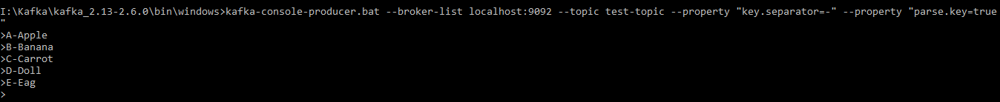 I:\Kafka\kafka_2.13-2.6.0\bin\windows>kafka-console-producer.bat --broker-list localhost:9092 --topic test-topic --property "key.separator=-" --property "parse.key=true
"
>A-Apple
>B-Banana
>C-Carrot
>D-Doll
>E-Eag
>